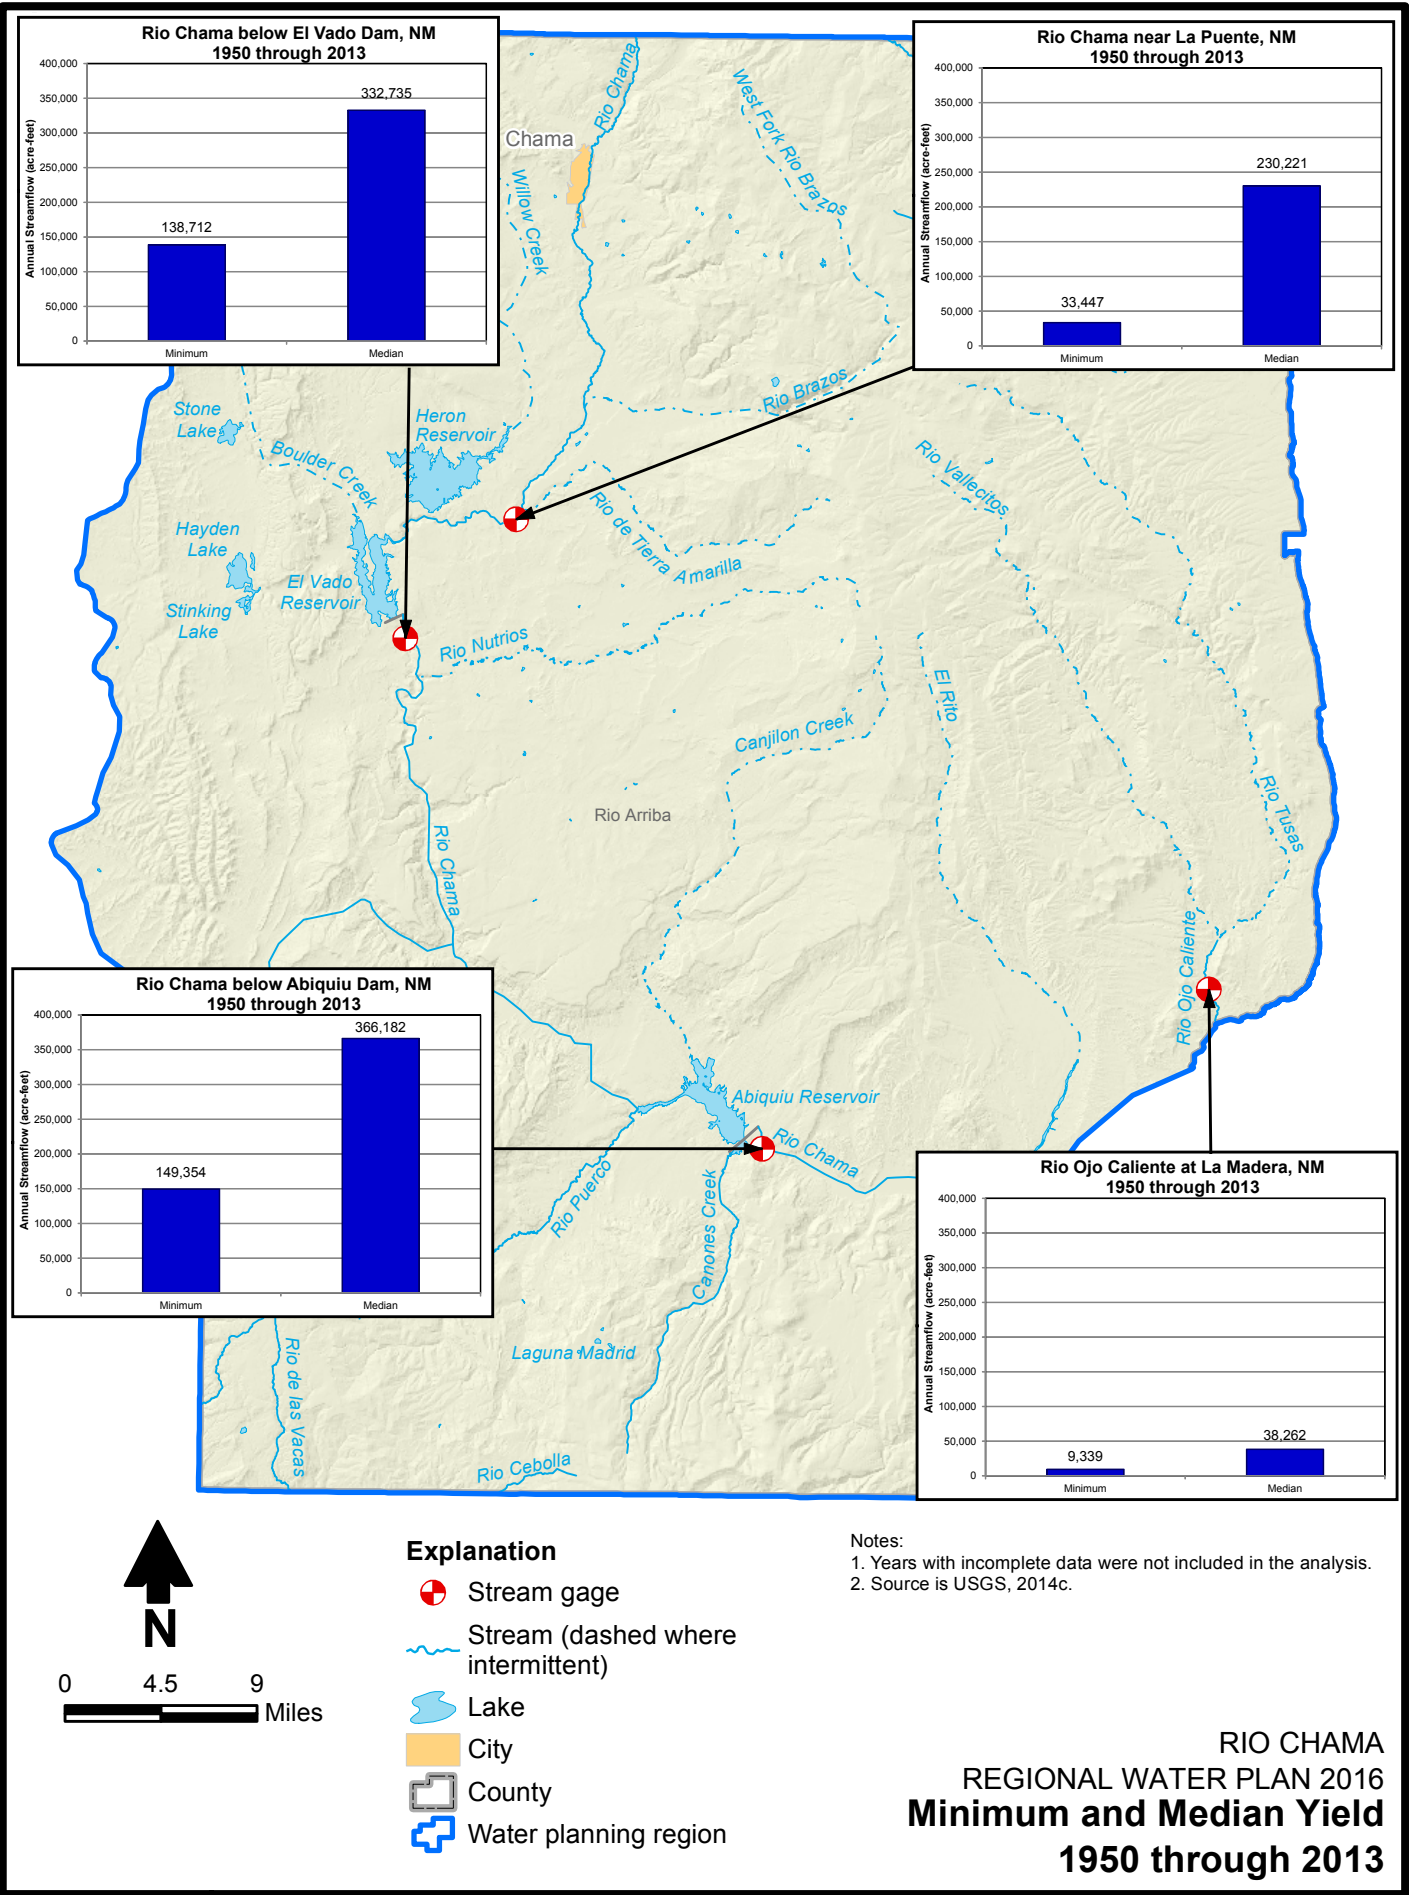 Rio Chama below El Vado Dam, NM
1950 through 2013
Annual Streamflow (acre-feet)
400,000
350,000
300,000
250,000
200,000
150,000
100,000
50,000
0
138,712
332,735
Minimum
Median
Rio Chama near La Puente, NM
1950 through 2013
Annual Streamflow (acre-feet)
400,000
350,000
300,000
250,000
200,000
150,000
100,000
50,000
0
33,447
230,221
Minimum
Median
Rio Chama
West Fork Rio Brazos
Chama
Willow Creek
Rio Brazos
Stone
Lake
Heron
Reservoir
Boulder Creek
Rio Vallecitos
Hayden
Lake
Rio de Tierra Amarilla
El Vado
Reservoir
Stinking
Lake
Rio Nutrios
El Rito
Canjilon Creek
Rio Arriba
Rio Tusas
Rio Chama
Rio Ojo Caliente
Rio Chama below Abiquiu Dam, NM
1950 through 2013
Annual Streamflow (acre-feet)
400,000
350,000
300,000
250,000
200,000
150,000
100,000
50,000
0
149,354
366,182
Minimum
Median
Abiquiu Reservoir
Rio Chama
Rio Puerco
Canones Creek
Laguna Madrid
Rio de las Vacas
Rio Cebolla
Rio Ojo Caliente at La Madera, NM
1950 through 2013
Annual Streamflow (acre-feet)
400,000
350,000
300,000
250,000
200,000
150,000
100,000
50,000
0
9,339
38,262
Minimum
Median
N
0 4.5 9
Miles
Explanation
Stream gage
Stream (dashed where
intermittent)
Lake
City
County
Water planning region
Notes:
1. Years with incomplete data were not included in the analysis.
2. Source is USGS, 2014c.
RIO CHAMA
REGIONAL WATER PLAN 2016
Minimum and Median Yield
1950 through 2013